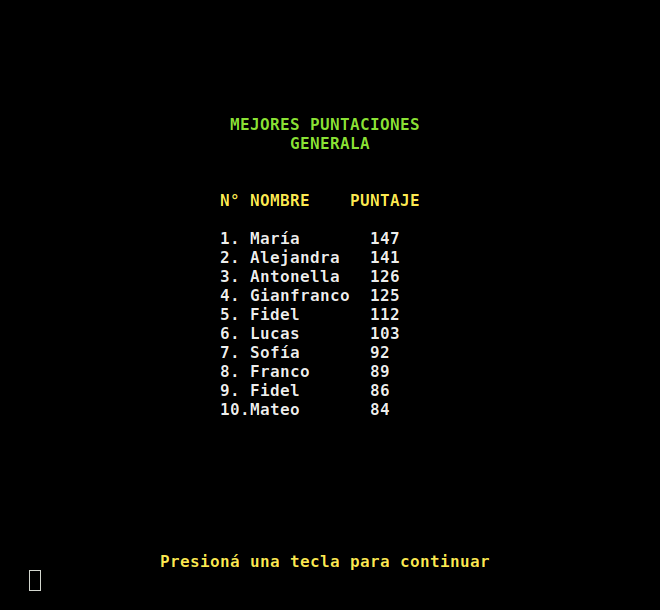 MEJORES PUNTACIONES
GENERALA
N° NOMBRE PUNTAJE
1. María 147
2. Alejandra 141
3. Antonella 126
4. Gianfranco 125
5. Fidel 112
6. Lucas 103
7. Sofía 92
8. Franco 89
9. Fidel 86
10.Mateo 84
Presioná una tecla para continuar